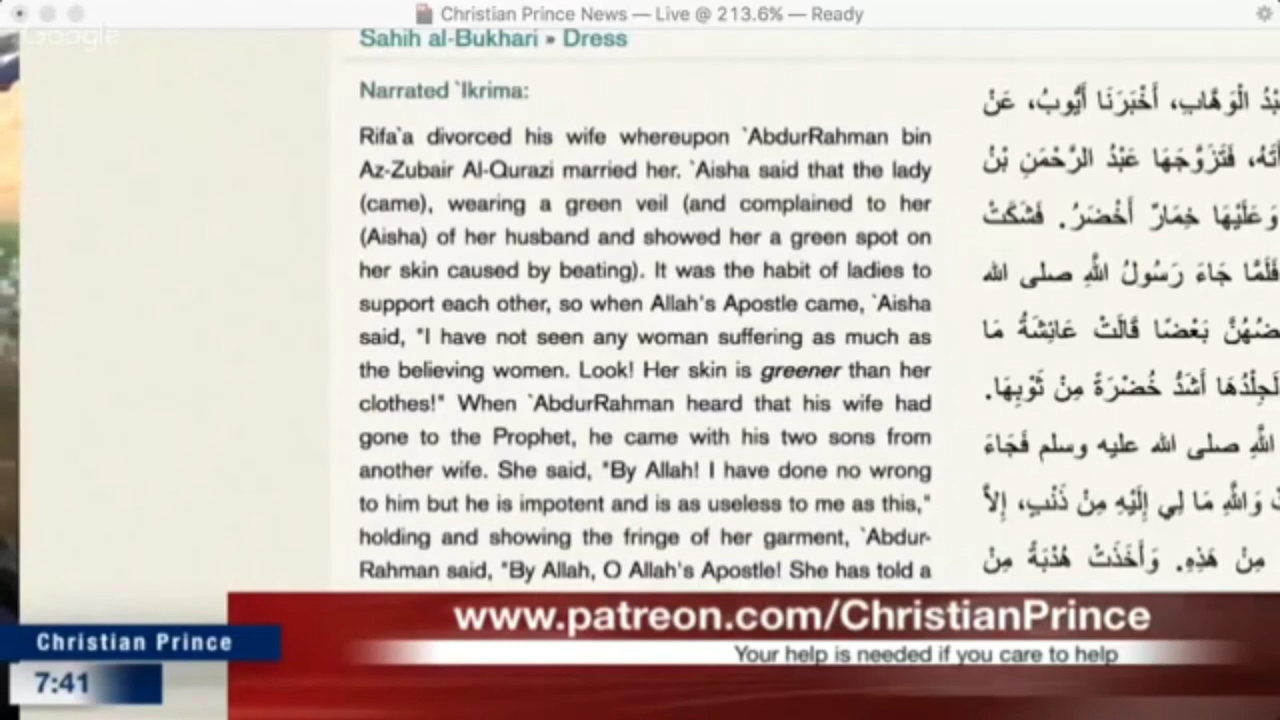 Christian Prince News — Live @ 213.6% — Ready
Google
Sahih al-Bukhari » Dress
Narrated `Ikrima:
Rifa`a divorced his wife whereupon `AbdurRahman bin
Az-Zubair Al-Qurazi married her. `Aisha said that the lady
(came), wearing a green veil (and complained to her
(Aisha) of her husband and showed her a green spot on
her skin caused by beating). It was the habit of ladies to
support each other, so when Allah's Apostle came, `Aisha
said, "I have not seen any woman suffering as much as
the believing women. Look! Her skin is greener than her
clothes!" When `AbdurRahman heard that his wife had
gone to the Prophet, he came with his two sons from
another wife. She said, "By Allah! I have done no wrong
to him but he is impotent and is as useless to me as this,"
holding and showing the fringe of her garment, `Abdur-
Rahman said, "By Allah, O Allah's Apostle! She has told a
الْوَهَّابِ، أَخْبَرَنَا أَيُّوبُ، عَنْ
فَتَزَوَّجَهَا عَبْدُ الرَّحْمَنِ بْنُ
وَعَلَيْهَا خِمَارٌ أَخْضَرُ. فَشَكَتْ
فَلَمَّا جَاءَ رَسُولُ اللَّهِ صلى الله
بَعْضًا قَالَتْ عَائِشَةُ مَا
لَجِلْدُهَا أَشَدُّ خُضْرَةً مِنْ ثَوْبِهَا.
اللَّهِ صلى الله عليه وسلم فَجَاءَ
وَاللَّهِ مَا لِي إِلَيْهِ مِنْ ذَنْبٍ، إِلاَّ
مِنْ هَذِهِ. وَأَخَذَتْ هُدْبَةً مِنْ
www.patreon.com/ChristianPrince
Christian Prince
Your help is needed if you care to help
7:41